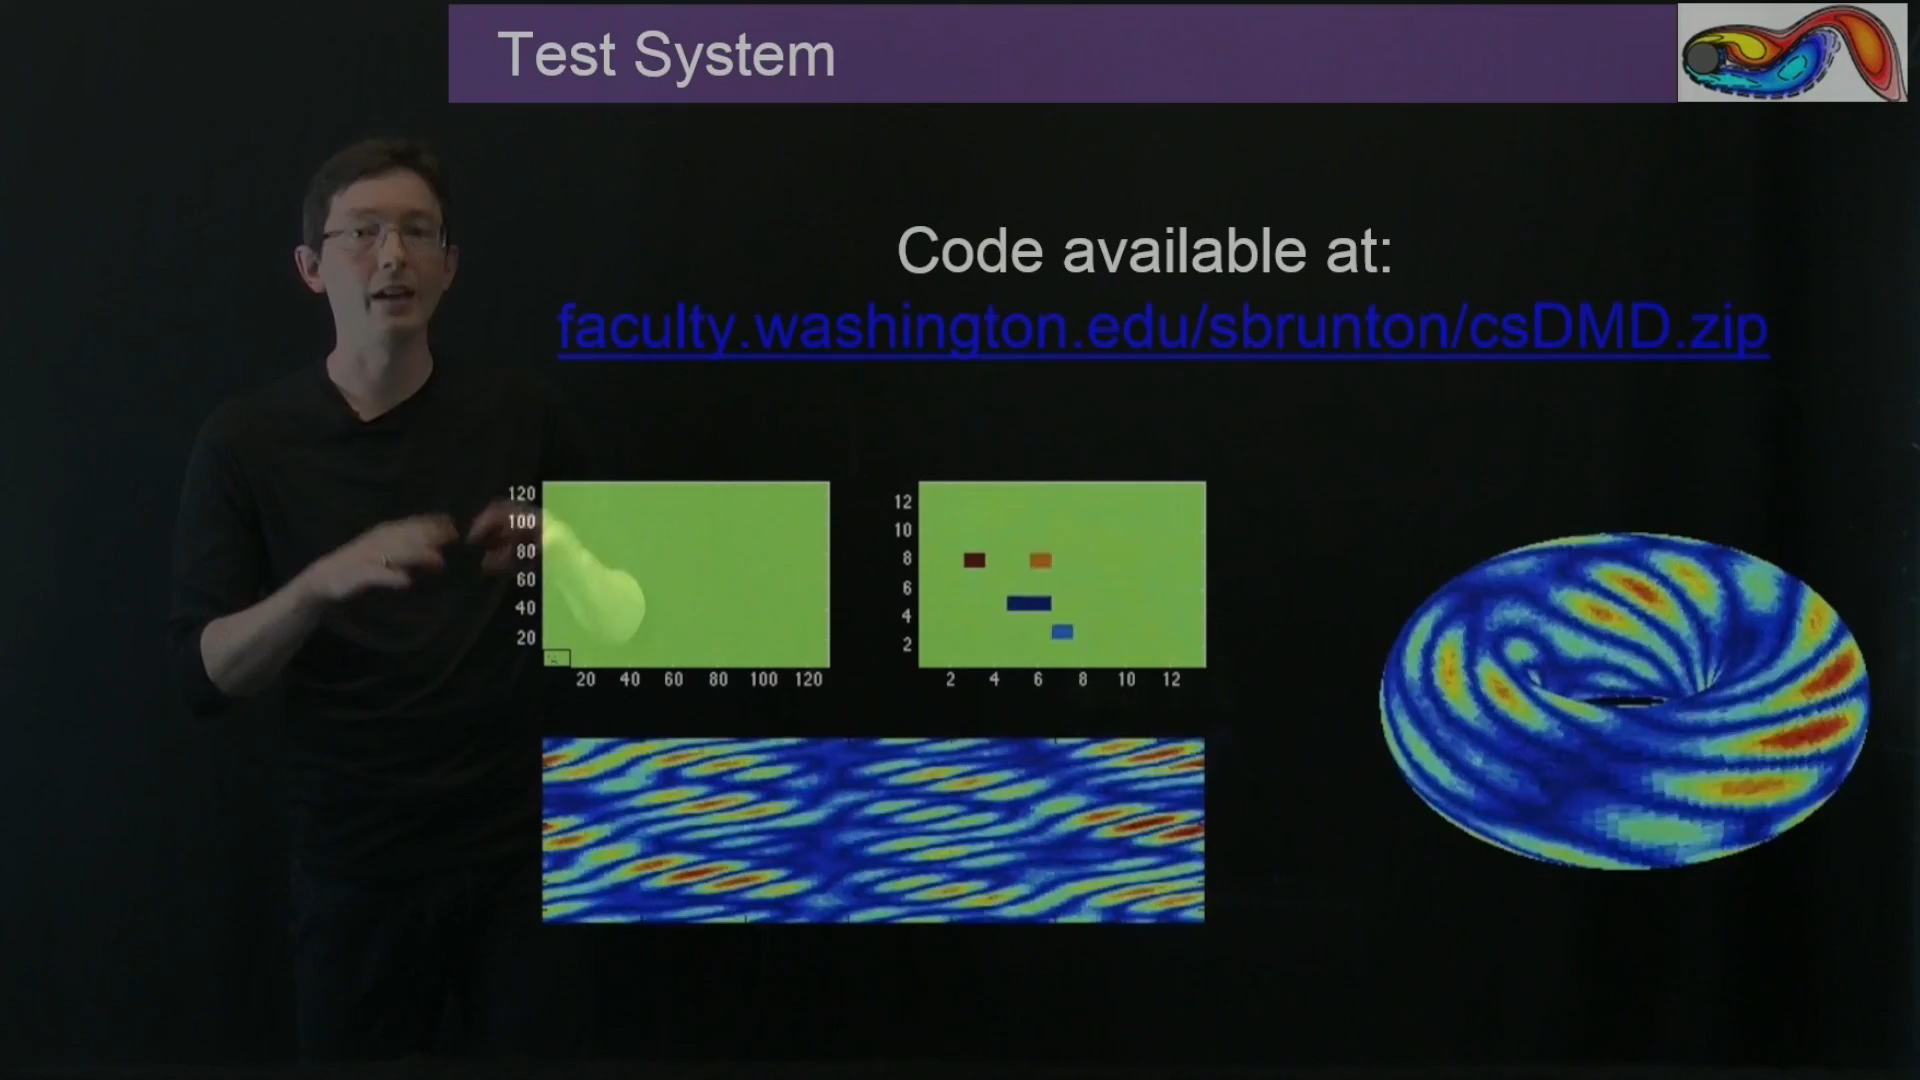 Test System
Code available at:
faculty.washington.edu/sbrunton/csDMD.zip
120
100
80
60
40
20
20 40 60 80 100 120
12
10
8
6
4
2
2 4 6 8 10 12